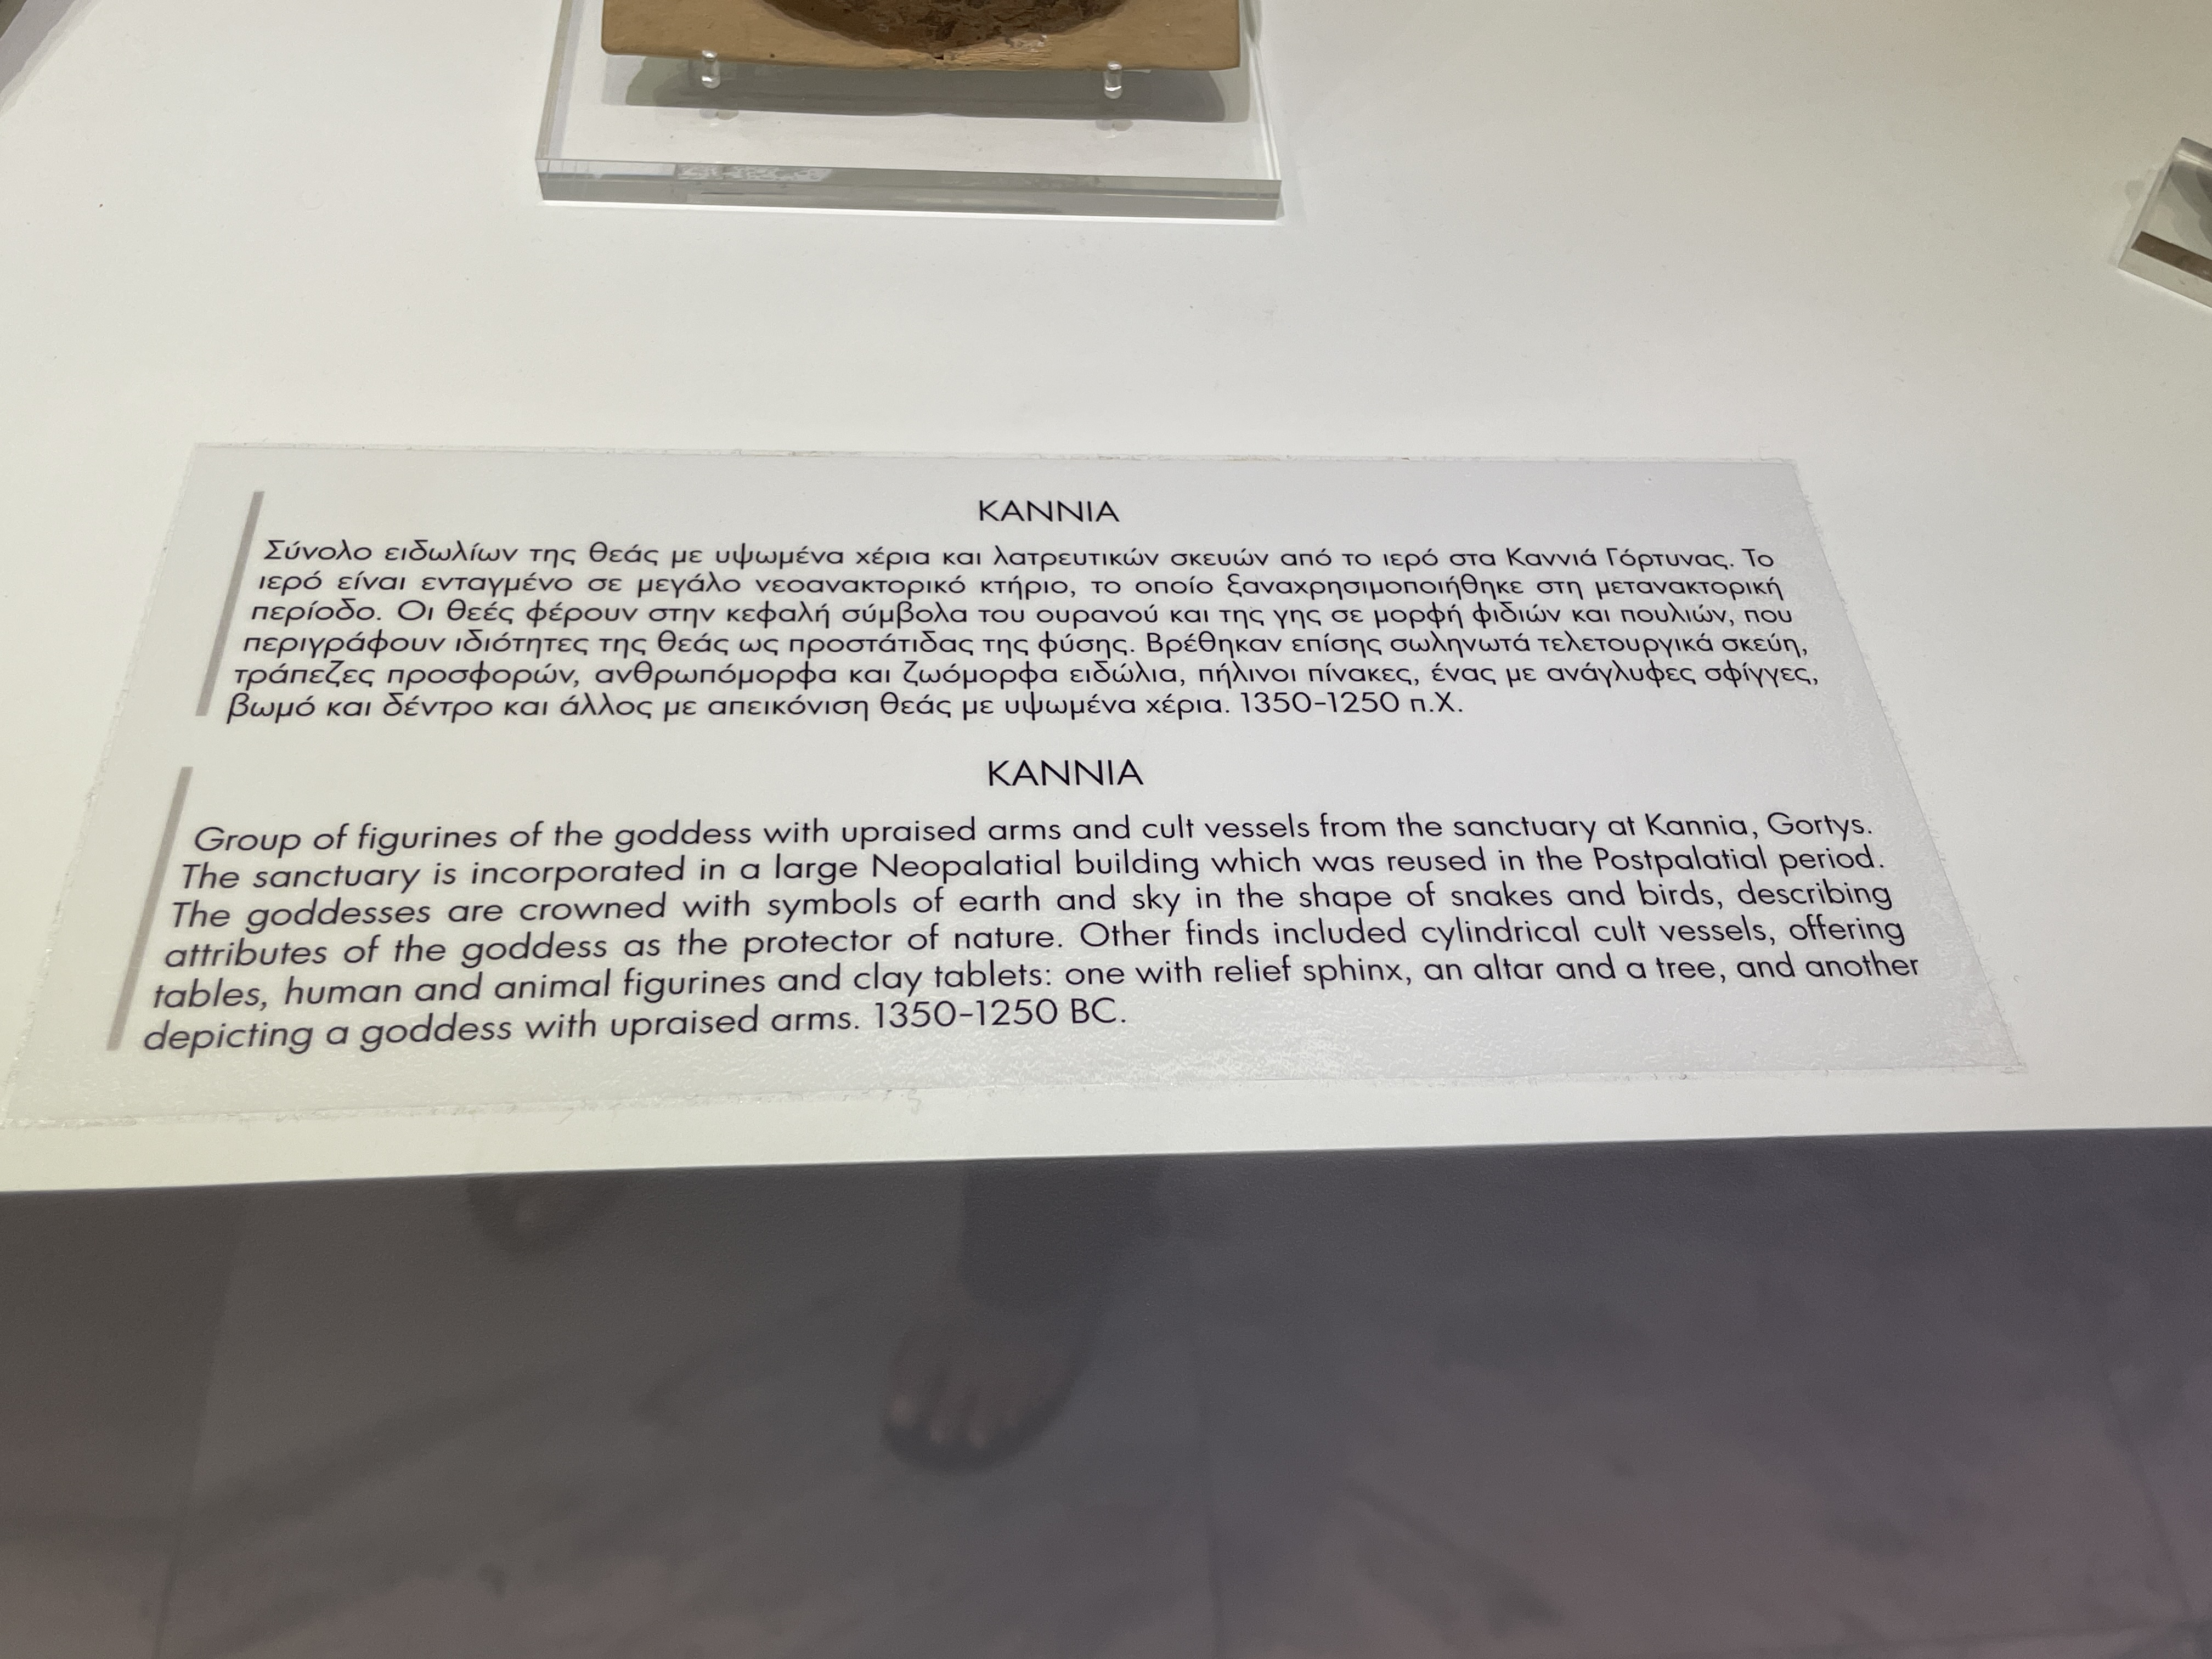 ΚΑΝΝΙΑ
Σύνολο ειδωλίων της θεάς με υψωμένα χέρια και λατρευτικών σκευών από το ιερό στα Καννιά Γόρτυνας. Το
ιερό είναι ενταγμένο σε μεγάλο νεοανακτορικό κτήριο, το οποίο ξαναχρησιμοποιήθηκε στη μετανακτορική
περίοδο. Οι θεές φέρουν στην κεφαλή σύμβολα του ουρανού και της γης σε μορφή φιδιών και πουλιών, που
περιγράφουν ιδιότητες της θεάς ως προστάτιδας της φύσης. Βρέθηκαν επίσης σωληνωτά τελετουργικά σκεύη,
τράπεζες προσφορών, ανθρωπόμορφα και ζωόμορφα ειδώλια, πήλινοι πίνακες, ένας με ανάγλυφες σφίγγες,
βωμό και δέντρο και άλλος με απεικόνιση θεάς με υψωμένα χέρια. 1350-1250 π.Χ.
KANNIA
Group of figurines of the goddess with upraised arms and cult vessels from the sanctuary at Kannia, Gortys.
The sanctuary is incorporated in a large Neopalatial building which was reused in the Postpalatial period.
The goddesses are crowned with symbols of earth and sky in the shape of snakes and birds, describing
attributes of the goddess as the protector of nature. Other finds included cylindrical cult vessels, offering
tables, human and animal figurines and clay tablets: one with relief sphinx, an altar and a tree, and another
depicting a goddess with upraised arms. 1350-1250 BC.